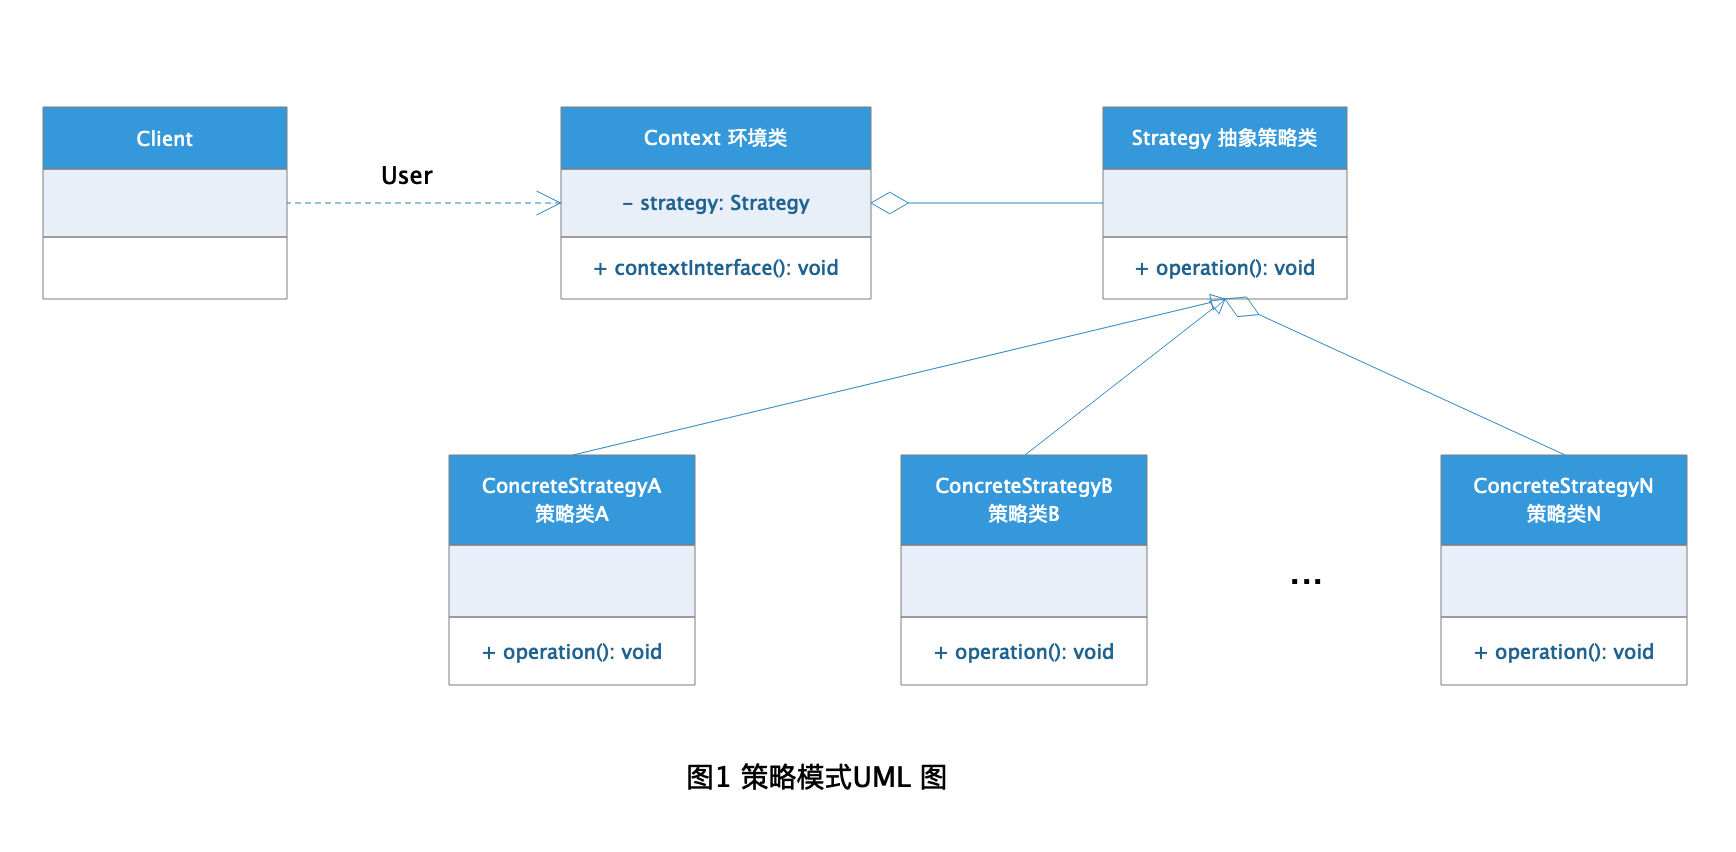 Client
User
Context 环境类
- strategy: Strategy
+ contextInterface(): void
Strategy 抽象策略类
+ operation(): void
ConcreteStrategyA
策略类A
+ operation(): void
ConcreteStrategyB
策略类B
+ operation(): void
...
ConcreteStrategyN
策略类N
+ operation(): void
图1 策略模式UML 图